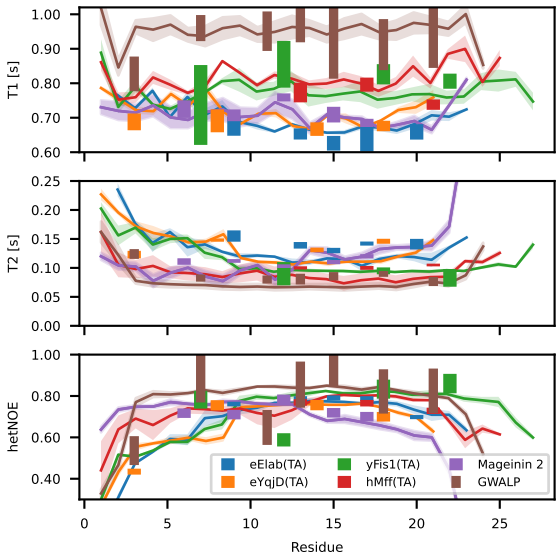 1.00
0.90
0.80
0.70
0.60
T1 [s]
0.25
0.20
0.15
0.10
0.05
0.00
T2 [s]
1.00
0.80
0.60
0.40
hetNOE
eElab(TA) yFis1(TA) Mageinin 2
eYqjD(TA) hMff(TA) GWALP
0 5 10 15 20 25
Residue